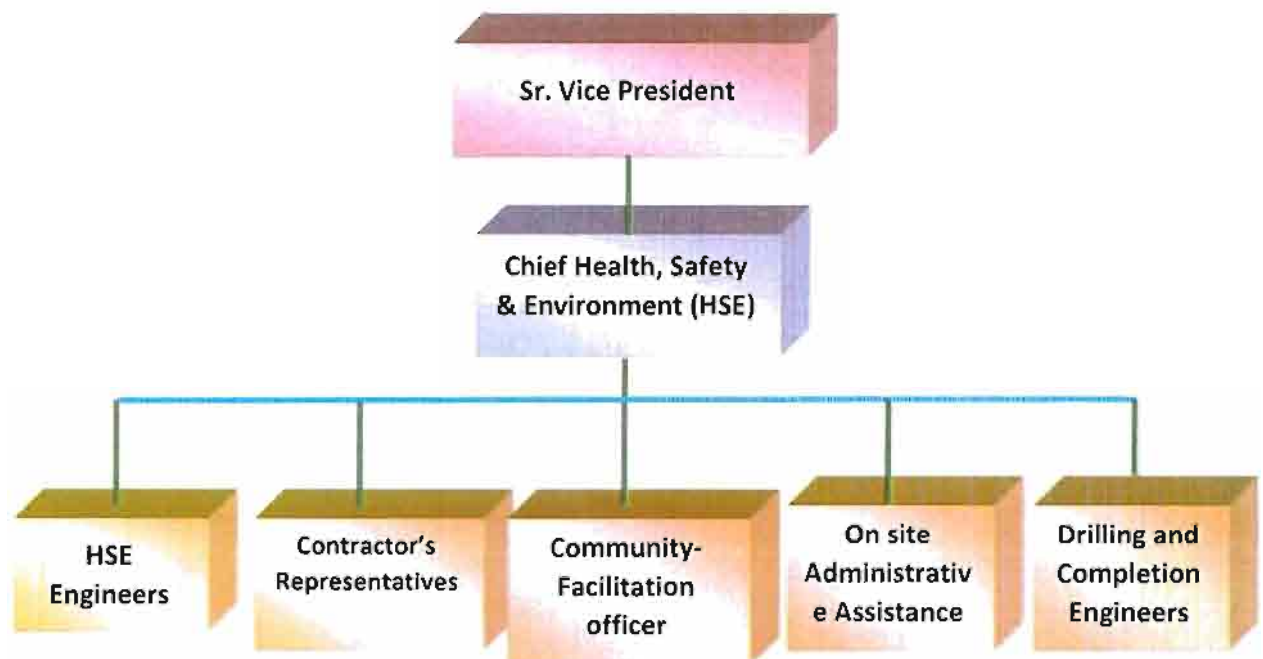 Sr. Vice President
Chief Health, Safety
& Environment (HSE)
HSE
Engineers
Contractor's
Representatives
Community-
Facilitation
officer
On site
Administrativ
e Assistance
Drilling and
Completion
Engineers